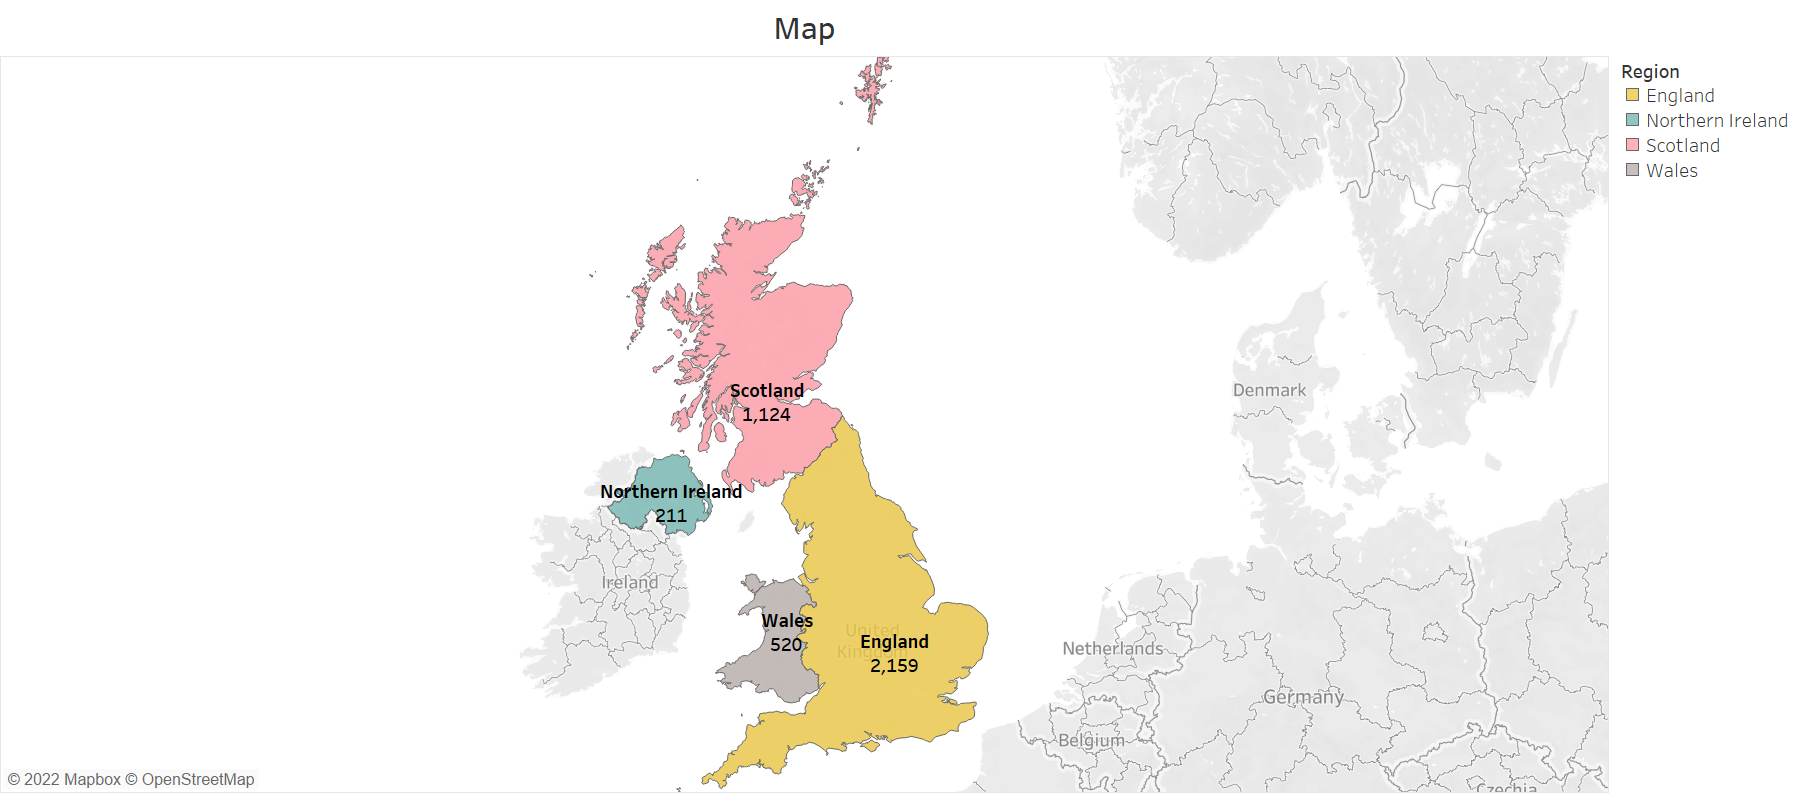 Map
Region
England
Northern Ireland
Scotland
Wales
Scotland
1,124
Denmark
Northern Ireland
211
Ireland
Wales
520
United
Kingdom
England
2,159
Netherlands
Germany
Belgium
Czechia
© 2022 Mapbox © OpenStreetMap